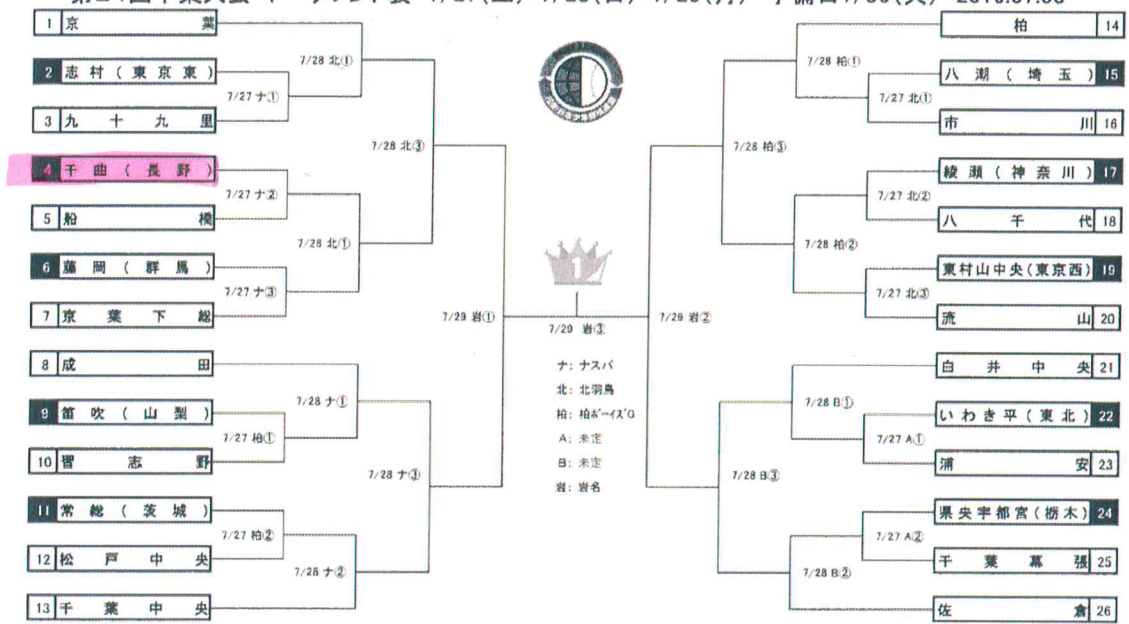 1 京葉
2 志村(東京東)
3 九十九里
4 千曲(長野)
5 船橋
6 藤岡(群馬)
7 京葉下総
8 成田
9 笛吹(山梨)
10 習志野
11 常総(茨城)
12 松戸中央
13 千葉中央
7/28 北①
7/27 ナ①
7/28 北③
7/27 ナ②
7/28 北①
7/27 ナ③
7/29 岩①
7/28 ナ①
7/27 柏①
7/28 ナ③
7/27 柏②
7/28 ナ②
1
7/29 岩③
ナ: ナスパ
北: 北羽鳥
柏: 柏ボーイズG
A: 未定
B: 未定
岩: 岩名
柏 14
八潮(埼玉) 15
市川 16
綾瀬(神奈川) 17
八千代 18
東村山中央(東京西) 19
流山 20
白井中央 21
いわき平(東北) 22
浦安 23
県央宇都宮(栃木) 24
千葉幕張 25
佐倉 26
7/28 柏①
7/27 北①
7/28 柏③
7/27 北②
7/28 柏②
7/27 北③
7/29 岩②
7/28 B①
7/27 A①
7/28 B③
7/27 A②
7/28 B②